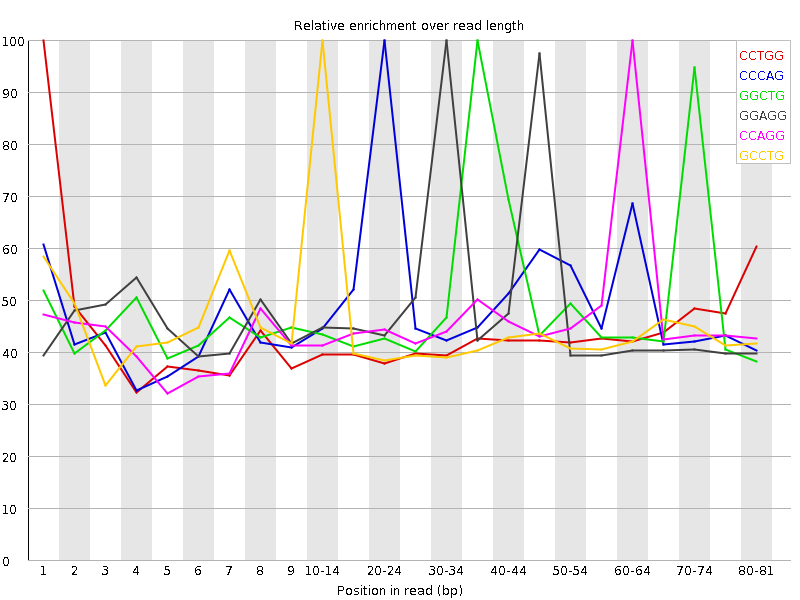 Relative enrichment over read length
100
90
80
70
60
50
40
30
20
10
0
CCTGG
CCCAG
GGCTG
GGAGG
CCAGG
GCCTG
1 2 3 4 5 6 7 8 9 10-14 20-24 30-34 40-44 50-54 60-64 70-74 80-81
Position in read (bp)